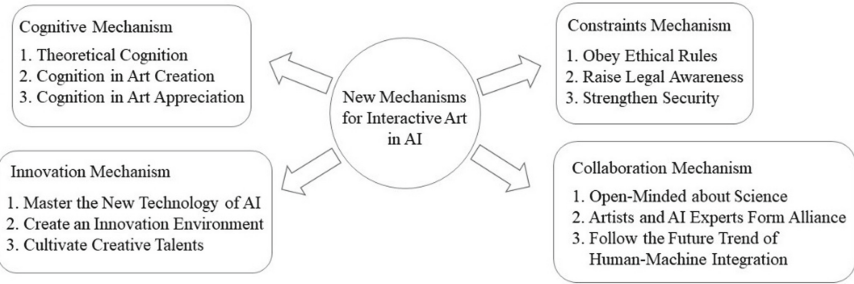 Cognitive Mechanism
1. Theoretical Cognition
2. Cognition in Art Creation
3. Cognition in Art Appreciation
Constraints Mechanism
1. Obey Ethical Rules
2. Raise Legal Awareness
3. Strengthen Security
New Mechanisms
for Interactive Art
in AI
Innovation Mechanism
1. Master the New Technology of AI
2. Create an Innovation Environment
3. Cultivate Creative Talents
Collaboration Mechanism
1. Open-Minded about Science
2. Artists and AI Experts Form Alliance
3. Follow the Future Trend of
Human-Machine Integration